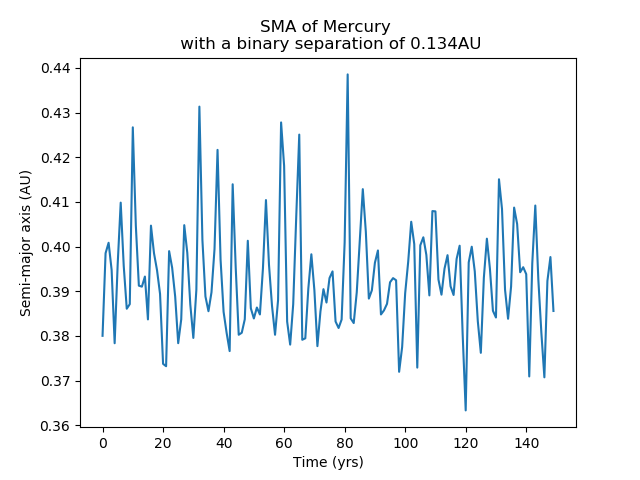 SMA of Mercury
with a binary separation of 0.134AU
0.44
0.43
0.42
0.41
0.40
0.39
0.38
0.37
0.36
Semi-major axis (AU)
0 20 40 60 80 100 120 140
Time (yrs)